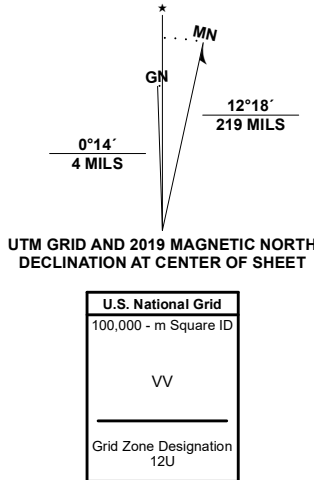 ★
MN
GN
0°14´
4 MILS
12°18´
219 MILS
UTM GRID AND 2019 MAGNETIC NORTH
DECLINATION AT CENTER OF SHEET
U.S. National Grid
100,000 - m Square ID
VV
Grid Zone Designation
12U